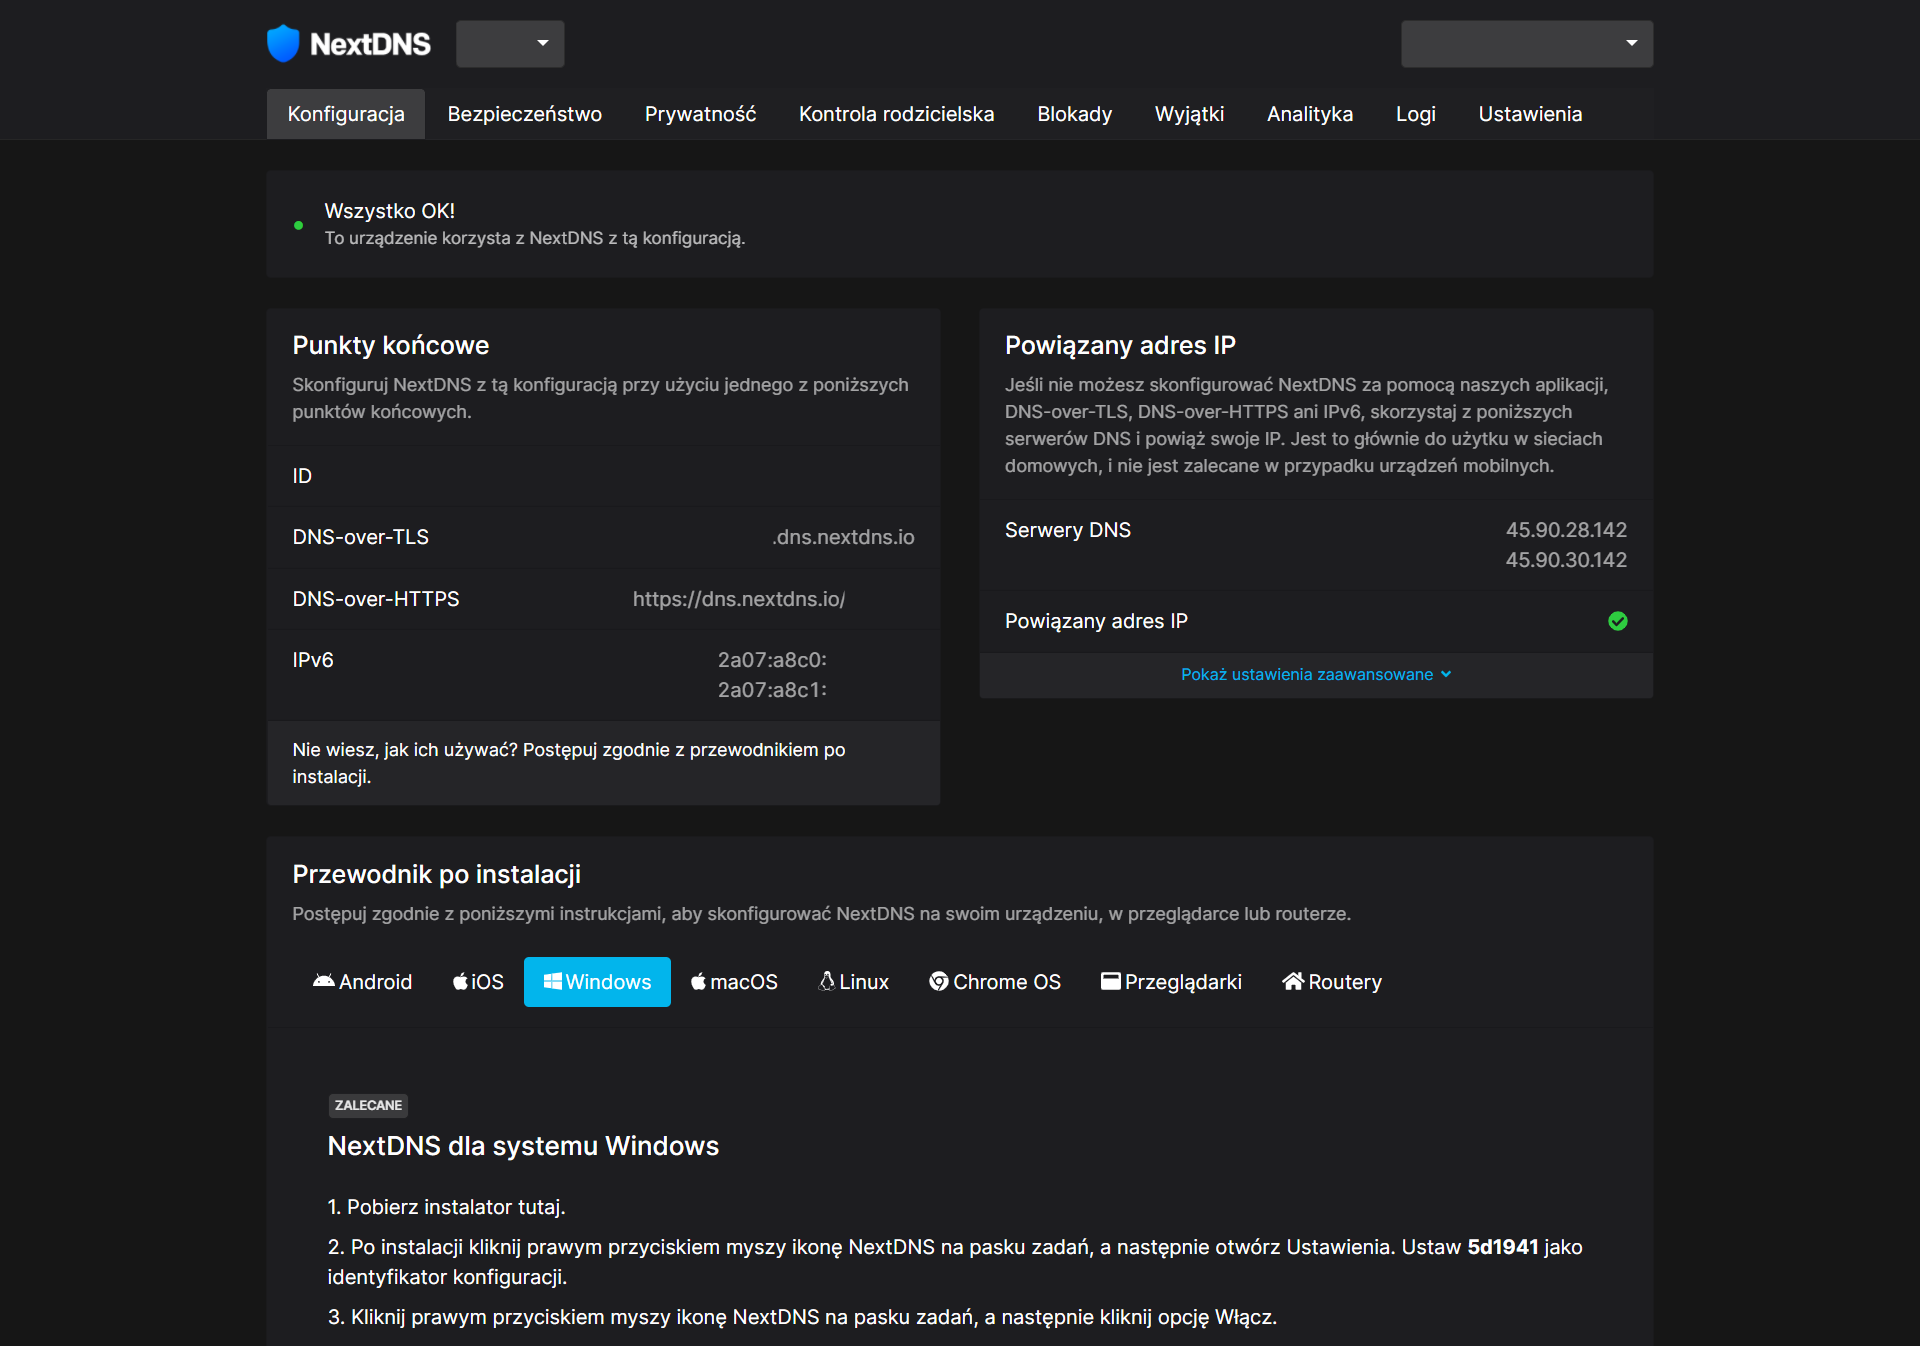 NextDNS
Konfiguracja
Bezpieczeństwo
Prywatność
Kontrola rodzicielska
Blokady
Wyjątki
Analityka
Logi
Ustawienia
Wszystko OK!
To urządzenie korzysta z NextDNS z tą konfiguracją.
Punkty końcowe
Skonfiguruj NextDNS z tą konfiguracją przy użyciu jednego z poniższych
punktów końcowych.
ID
DNS-over-TLS .dns.nextdns.io
DNS-over-HTTPS https://dns.nextdns.io/
IPv6 2a07:a8c0:
2a07:a8c1:
Nie wiesz, jak ich używać? Postępuj zgodnie z przewodnikiem po
instalacji.
Powiązany adres IP
Jeśli nie możesz skonfigurować NextDNS za pomocą naszych aplikacji,
DNS-over-TLS, DNS-over-HTTPS ani IPv6, skorzystaj z poniższych
serwerów DNS i powiąż swoje IP. Jest to głównie do użytku w sieciach
domowych, i nie jest zalecane w przypadku urządzeń mobilnych.
Serwery DNS 45.90.28.142
45.90.30.142
Powiązany adres IP
Pokaż ustawienia zaawansowane
Przewodnik po instalacji
Postępuj zgodnie z poniższymi instrukcjami, aby skonfigurować NextDNS na swoim urządzeniu, w przeglądarce lub routerze.
Android
iOS
Windows
macOS
Linux
Chrome OS
Przeglądarki
Routery
ZALECANE
NextDNS dla systemu Windows
1. Pobierz instalator tutaj.
2. Po instalacji kliknij prawym przyciskiem myszy ikonę NextDNS na pasku zadań, a następnie otwórz Ustawienia. Ustaw 5d1941 jako
identyfikator konfiguracji.
3. Kliknij prawym przyciskiem myszy ikonę NextDNS na pasku zadań, a następnie kliknij opcję Włącz.